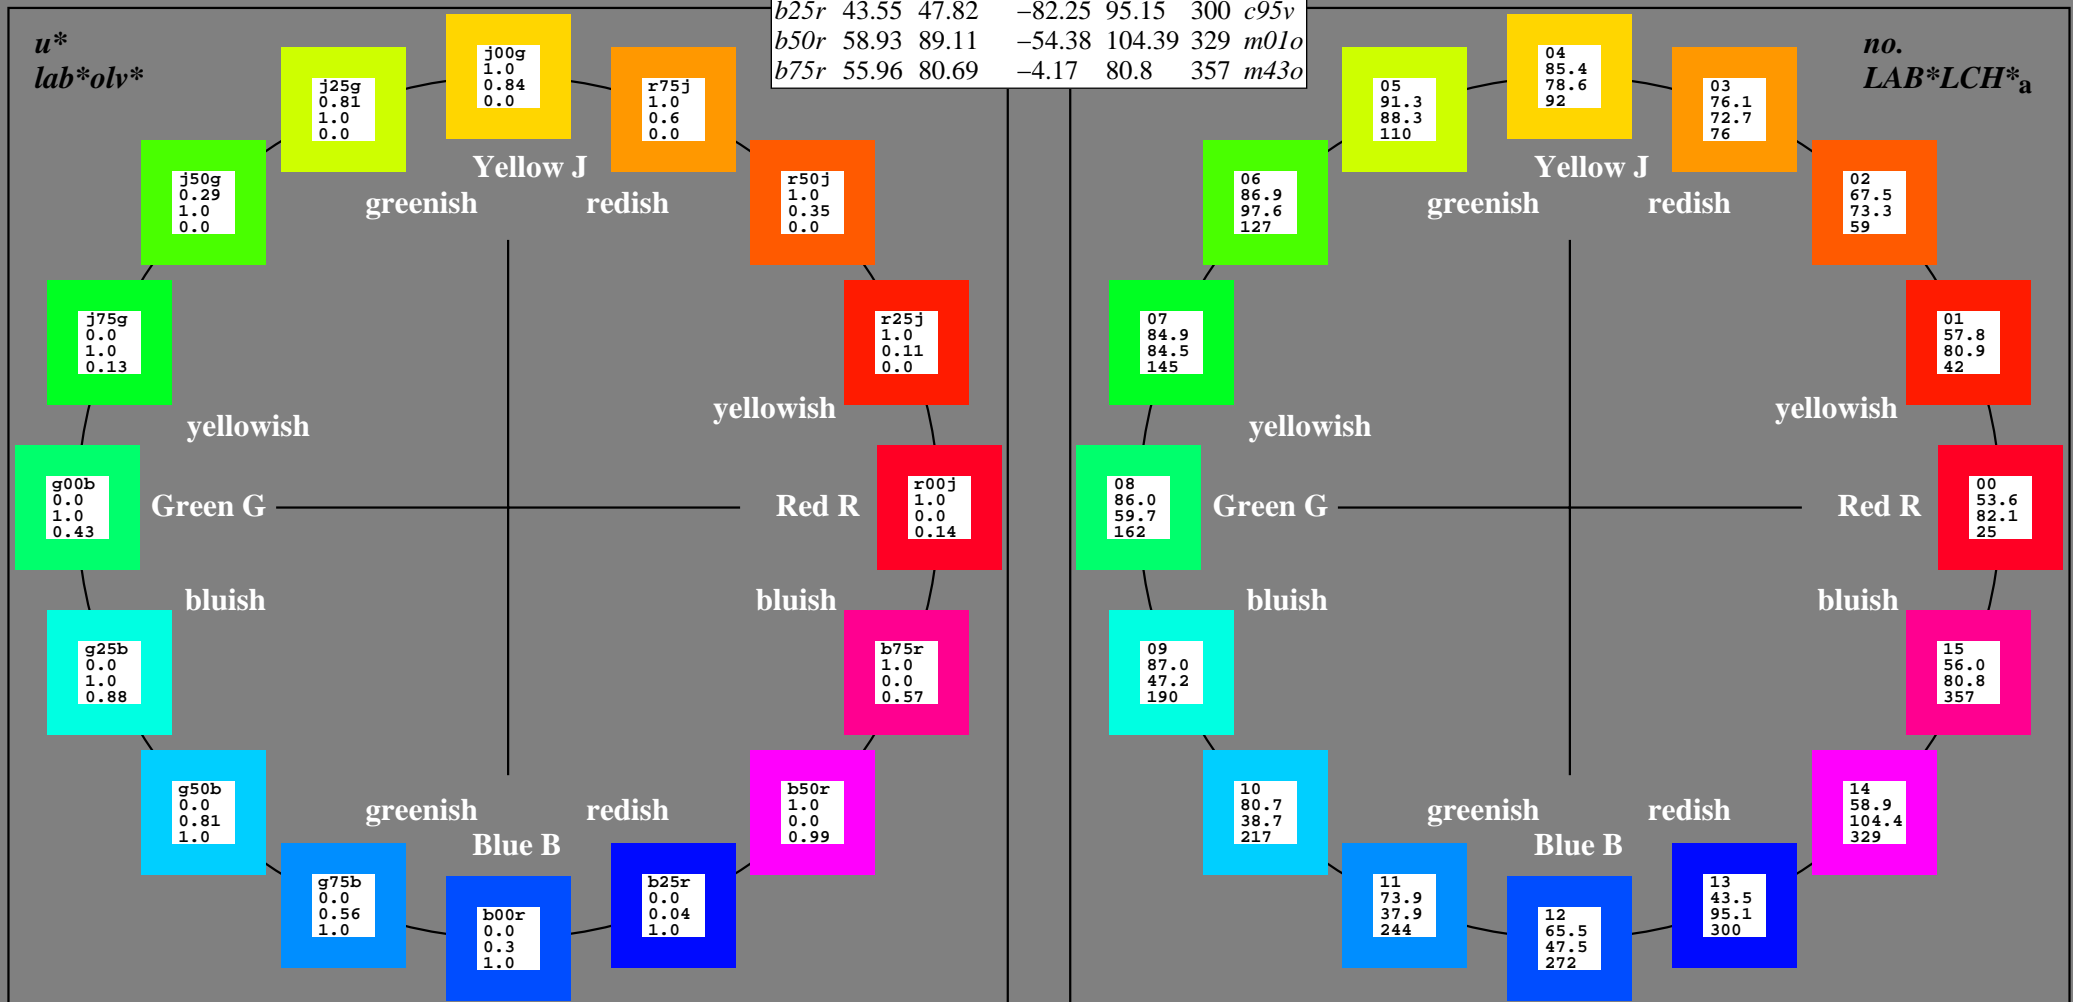 b25r 43.55 47.82 −82.25 95.15 300 c95v
b50r 58.93 89.11 −54.38 104.39 329 m01o
b75r 55.96 80.69 −4.17 80.8 357 m43o
u*
lab*olv*
j00g
1.0
0.84
0.0
j25g
0.81
1.0
0.0
r75j
1.0
0.6
0.0
Yellow J
greenish redish
j50g
0.29
1.0
0.0
r50j
1.0
0.35
0.0
j75g
0.0
1.0
0.13
r25j
1.0
0.11
0.0
yellowish
yellowish
g00b
0.0
1.0
0.43
Green G
Red R
r00j
1.0
0.0
0.14
bluish
bluish
g25b
0.0
1.0
0.88
b75r
1.0
0.0
0.57
g50b
0.0
0.81
1.0
b50r
1.0
0.0
0.99
greenish redish
Blue B
g75b
0.0
0.56
1.0
b00r
0.0
0.3
1.0
b25r
0.0
0.04
1.0
no.
LAB*LCH*a
04
85.4
78.6
92
05
91.3
88.3
110
03
76.1
72.7
76
Yellow J
greenish redish
06
86.9
97.6
127
02
67.5
73.3
59
07
84.9
84.5
145
01
57.8
80.9
42
yellowish
yellowish
08
86.0
59.7
162
Green G
Red R
00
53.6
82.1
25
bluish
bluish
09
87.0
47.2
190
15
56.0
80.8
357
10
80.7
38.7
217
14
58.9
104.4
329
greenish redish
Blue B
11
73.9
37.9
244
12
65.5
47.5
272
13
43.5
95.1
300